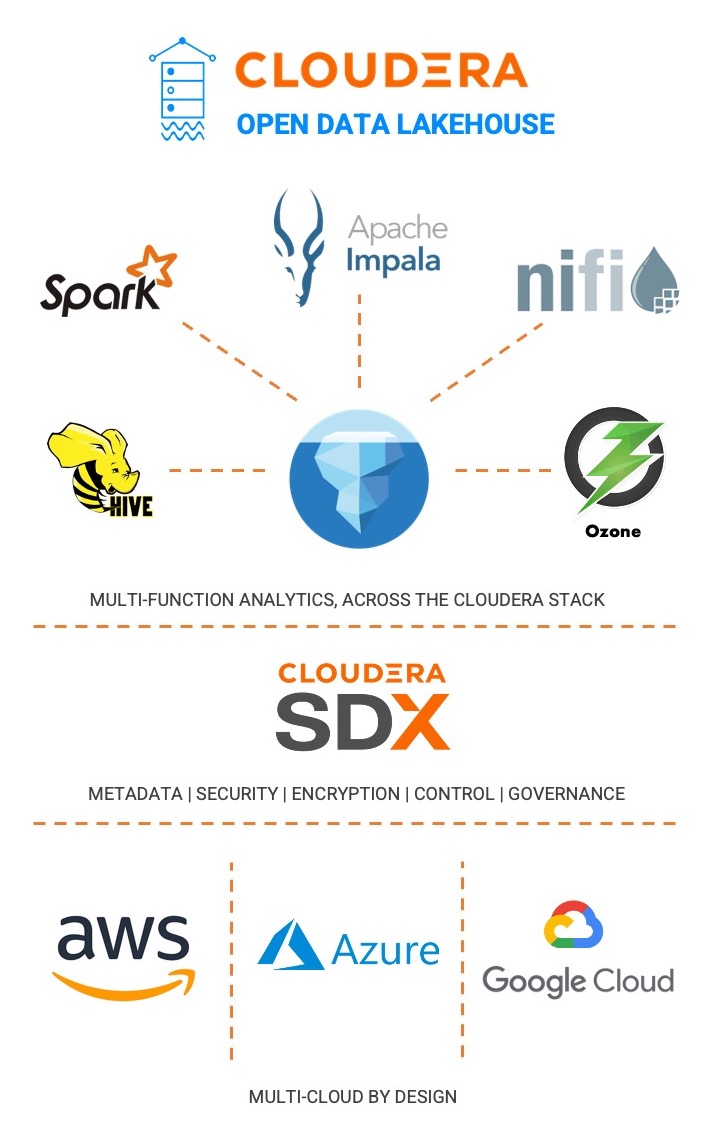 CLOUDERA
OPEN DATA LAKEHOUSE
Apache
Impala
Spark
nifi
HIVE
Ozone
MULTI-FUNCTION ANALYTICS, ACROSS THE CLOUDERA STACK
CLOUDERA
SDX
METADATA | SECURITY | ENCRYPTION | CONTROL | GOVERNANCE
aws
Azure
Google Cloud
MULTI-CLOUD BY DESIGN